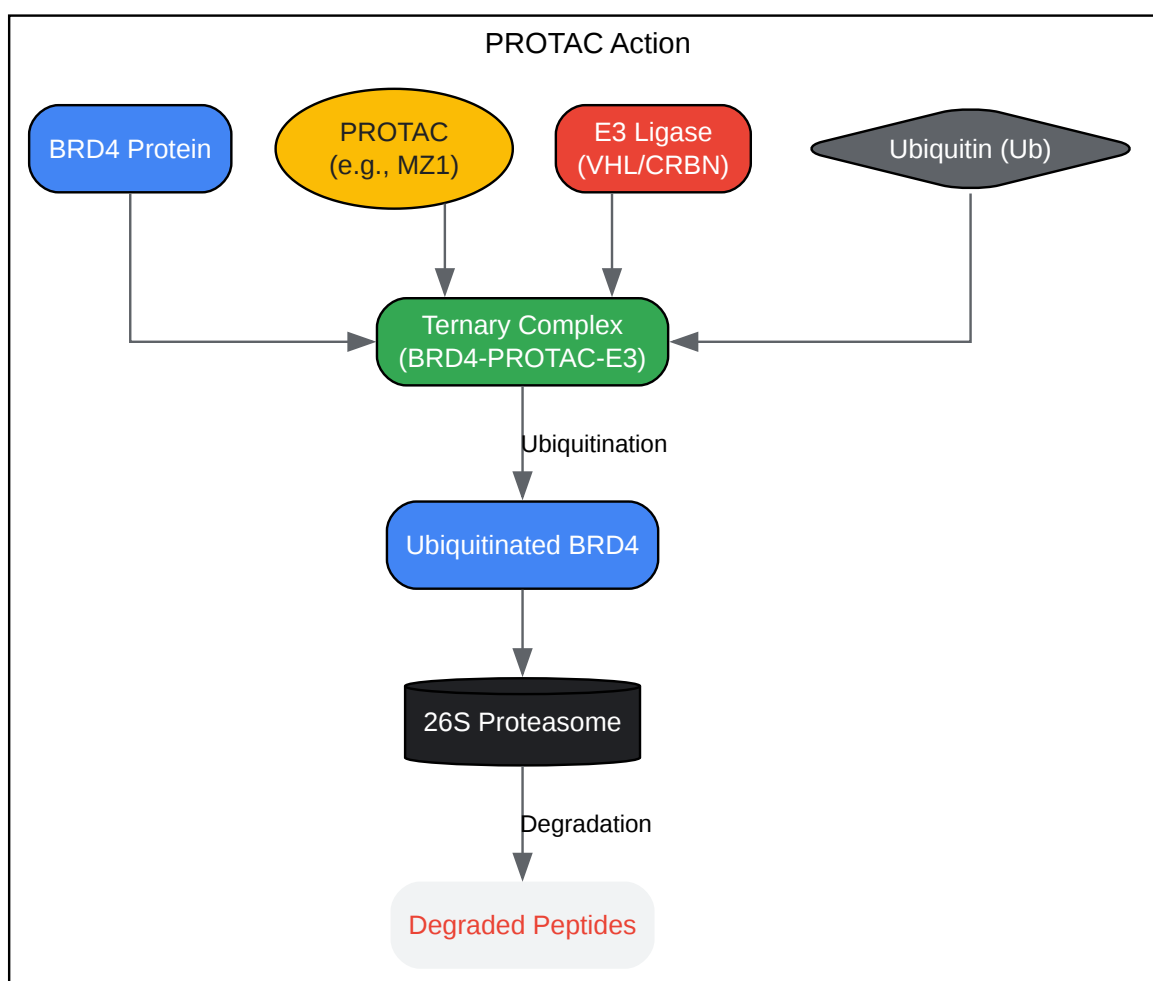 PROTAC Action
BRD4 Protein
PROTAC
(e.g., MZ1)
E3 Ligase
(VHL/CRBN)
Ubiquitin (Ub)
Ternary Complex
(BRD4-PROTAC-E3)
Ubiquitination
Ubiquitinated BRD4
26S Proteasome
Degradation
Degraded Peptides